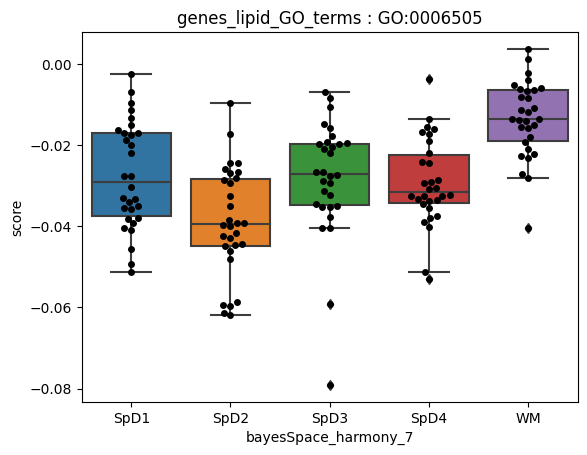 genes_lipid_GO_terms : GO:0006505
0.00
−0.02
−0.04
−0.06
−0.08
score
SpD1 SpD2 SpD3 SpD4 WM
bayesSpace_harmony_7